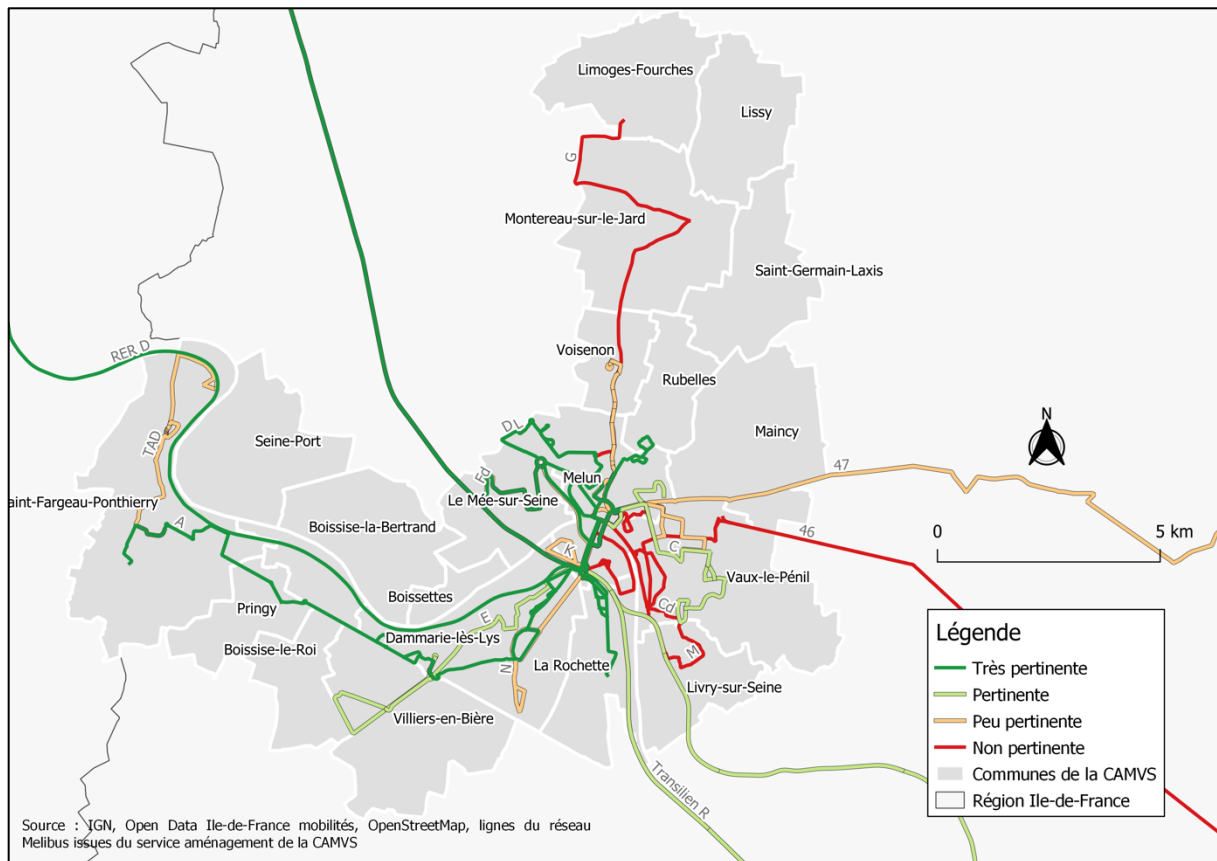 Limoges-Fourches
Lissy
G
Montereau-sur-le-Jard
Saint-Germain-Laxis
RER D
Voisenon
Rubelles
DL
Maincy
N
TAD
Seine-Port
Fd
Melun
47
aint-Fargeau-Ponthierry
Le Mée-sur-Seine
A
Boissise-la-Bertrand
46
0
5 km
K
C
Vaux-le-Pénil
Boissettes
Pringy
E
Cd
Dammarie-lès-Lys
Boissise-le-Roi
N
La Rochette
M
Livry-sur-Seine
Villiers-en-Bière
Transilien R
Légende
Très pertinente
Pertinente
Peu pertinente
Non pertinente
Communes de la CAMVS
Région Ile-de-France
Source : IGN, Open Data Ile-de-France mobilités, OpenStreetMap, lignes du réseau
Melibus issues du service aménagement de la CAMVS